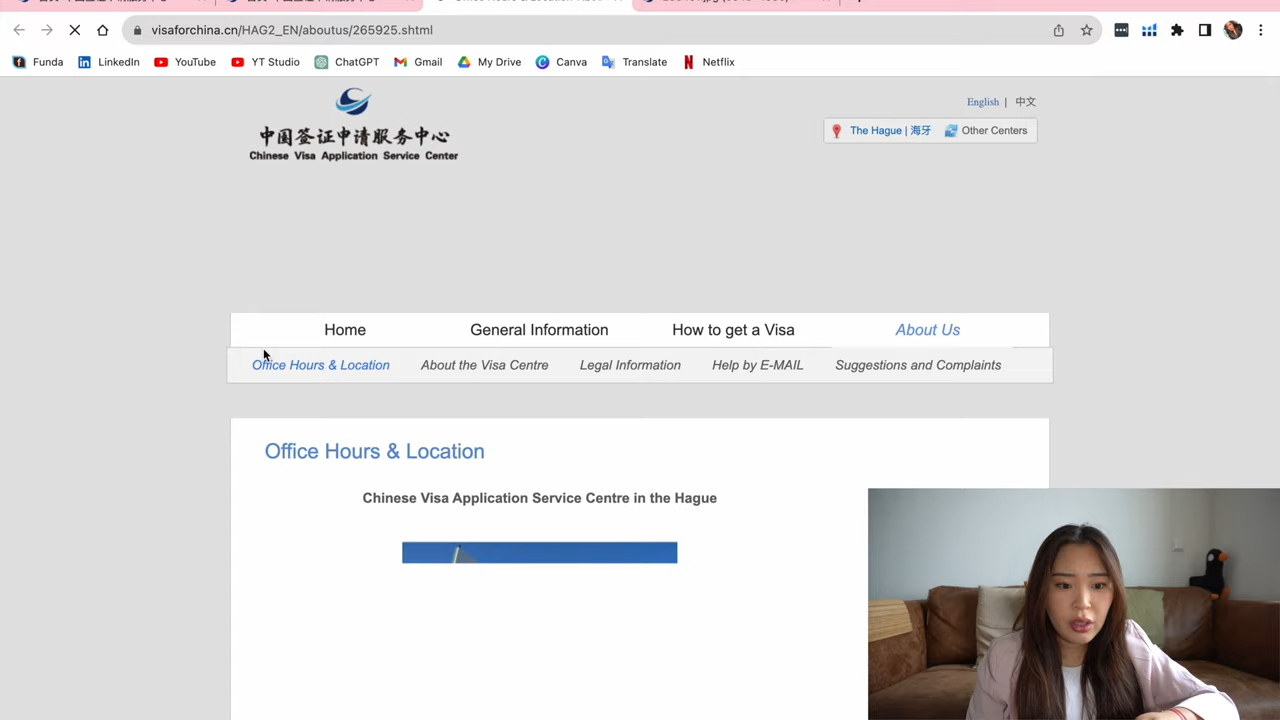 visaforchina.cn/HAG2_EN/aboutus/265925.shtml
Funda LinkedIn YouTube YT Studio ChatGPT Gmail My Drive Canva Translate Netflix
English | 中文
中国签证申请服务中心
Chinese Visa Application Service Center
The Hague | 海牙 Other Centers
Home General Information How to get a Visa About Us
Office Hours & Location About the Visa Centre Legal Information Help by E-MAIL Suggestions and Complaints
Office Hours & Location
Chinese Visa Application Service Centre in the Hague